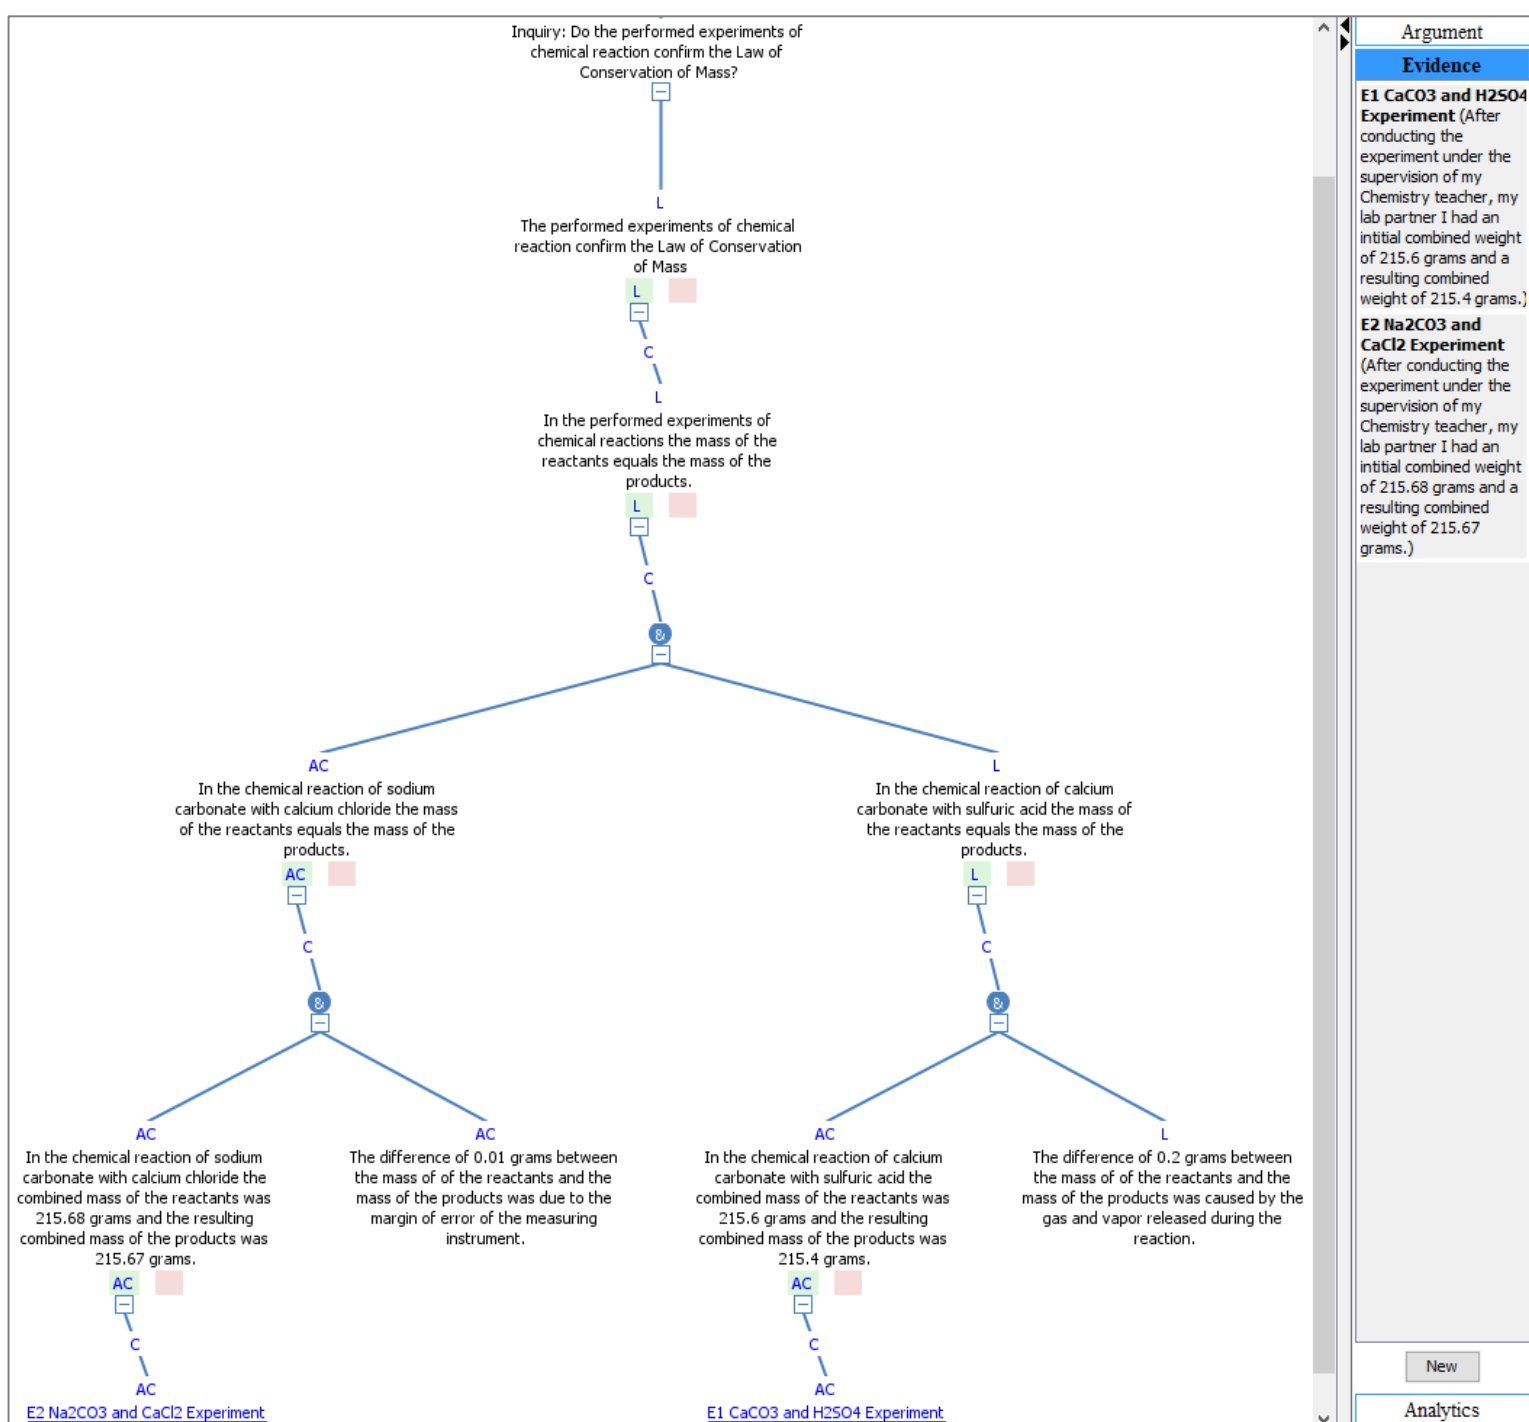 Inquiry: Do the performed experiments of
chemical reaction confirm the Law of
Conservation of Mass?
L
The performed experiments of chemical
reaction confirm the Law of Conservation
of Mass
L
C
L
In the performed experiments of
chemical reactions the mass of the
reactants equals the mass of the
products.
L
C
&
AC
In the chemical reaction of sodium
carbonate with calcium chloride the mass
of the reactants equals the mass of the
products.
AC
C
&
L
In the chemical reaction of calcium
carbonate with sulfuric acid the mass of
the reactants equals the mass of the
products.
L
C
&
AC
In the chemical reaction of sodium
carbonate with calcium chloride the
combined mass of the reactants was
215.68 grams and the resulting
combined mass of the products was
215.67 grams.
AC
C
AC
E2 Na2CO3 and CaCl2 Experiment
AC
The difference of 0.01 grams between
the mass of of the reactants and the
mass of the products was due to the
margin of error of the measuring
instrument.
AC
In the chemical reaction of calcium
carbonate with sulfuric acid the
combined mass of the reactants was
215.6 grams and the resulting
combined mass of the products was
215.4 grams.
AC
C
AC
E1 CaCO3 and H2SO4 Experiment
L
The difference of 0.2 grams between
the mass of of the reactants and the
mass of the products was caused by the
gas and vapor released during the
reaction.
Argument
Evidence
E1 CaCO3 and H2SO4
Experiment (After
conducting the
experiment under the
supervision of my
Chemistry teacher, my
lab partner I had an
intitial combined weight
of 215.6 grams and a
resulting combined
weight of 215.4 grams.)
E2 Na2CO3 and
CaCl2 Experiment
(After conducting the
experiment under the
supervision of my
Chemistry teacher, my
lab partner I had an
intitial combined weight
of 215.68 grams and a
resulting combined
weight of 215.67
grams.)
New
Analytics